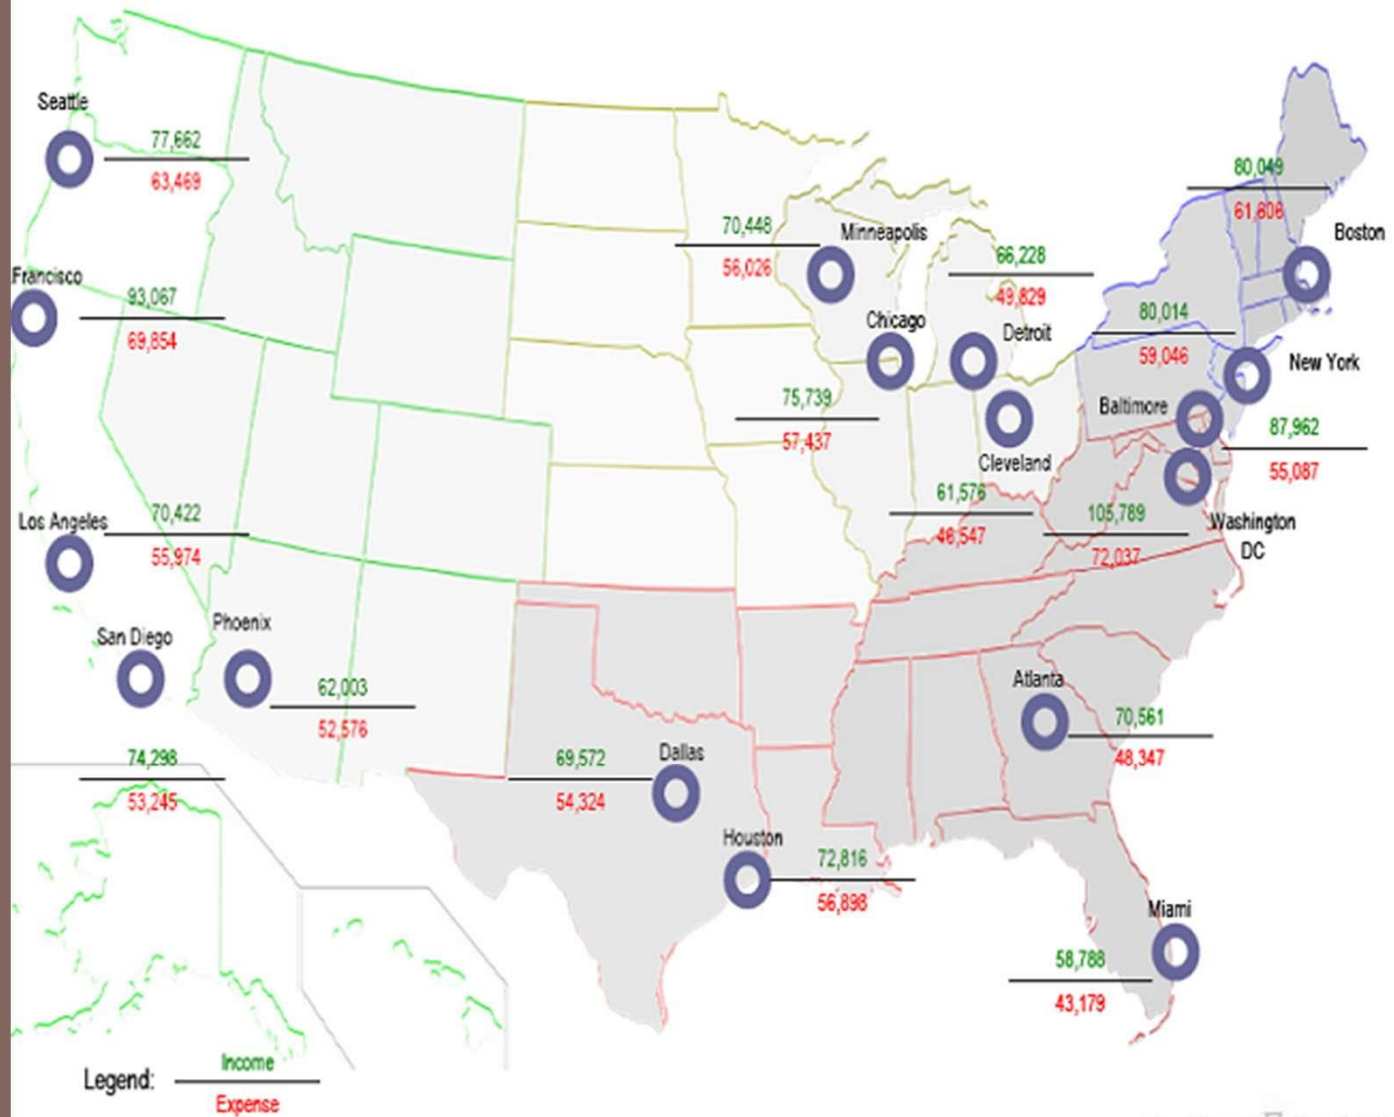 Seattle
77,662
63,469
Francisco
93,067
69,854
Los Angeles
70,422
55,974
San Diego
74,298
53,245
Phoenix
62,003
52,576
70,448
56,026
Minneapolis
Chicago
75,739
57,437
66,228
49,829
Detroit
Cleveland
61,576
46,547
80,049
61,606
Boston
80,014
59,046
New York
Baltimore
87,962
55,087
105,789
72,037
Washington
DC
Atlanta
70,561
48,347
69,572
54,324
Dallas
Houston
72,816
56,898
Miami
58,788
43,179
Legend:
Income
Expense